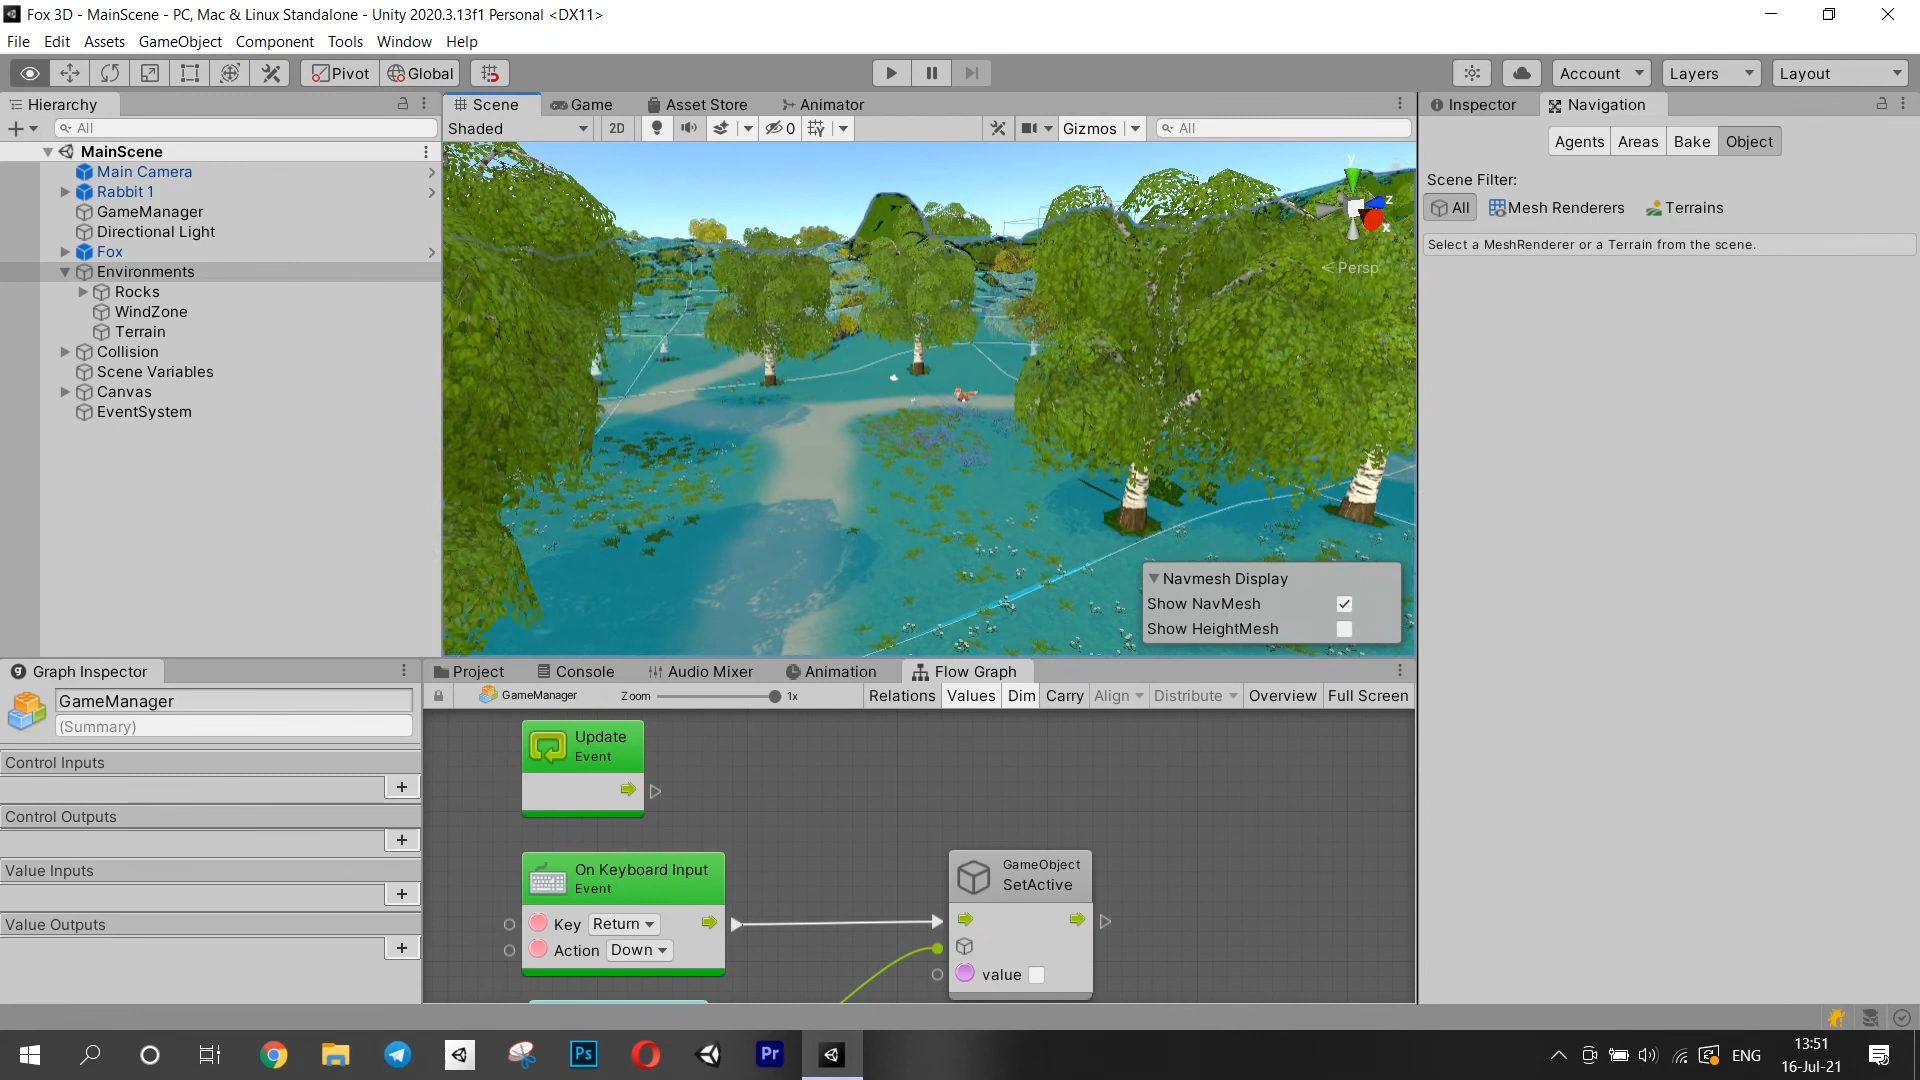 Fox 3D - MainScene - PC, Mac & Linux Standalone - Unity 2020.3.13f1 Personal <DX11>
File Edit Assets GameObject Component Tools Window Help
Pivot Global Account Layers Layout
Hierarchy
All
MainScene
Main Camera
Rabbit 1
GameManager
Directional Light
Fox
Environments
Rocks
WindZone
Terrain
Collision
Scene Variables
Canvas
EventSystem
Scene Game Asset Store Animator
Shaded 2D 0 Gizmos All
y
z
x
Persp
Navmesh Display
Show NavMesh
Show HeightMesh
Inspector Navigation
Agents Areas Bake Object
Scene Filter:
All Mesh Renderers Terrains
Select a MeshRenderer or a Terrain from the scene.
Graph Inspector
GameManager
(Summary)
Control Inputs
+
Control Outputs
+
Value Inputs
+
Value Outputs
+
Project Console Audio Mixer Animation Flow Graph
GameManager Zoom 1x Relations Values Dim Carry Align Distribute Overview Full Screen
Update
Event
On Keyboard Input
Event
Key Return
Action Down
GameObject
SetActive
value
Ps Pr ENG
13:51
16-Jul-21